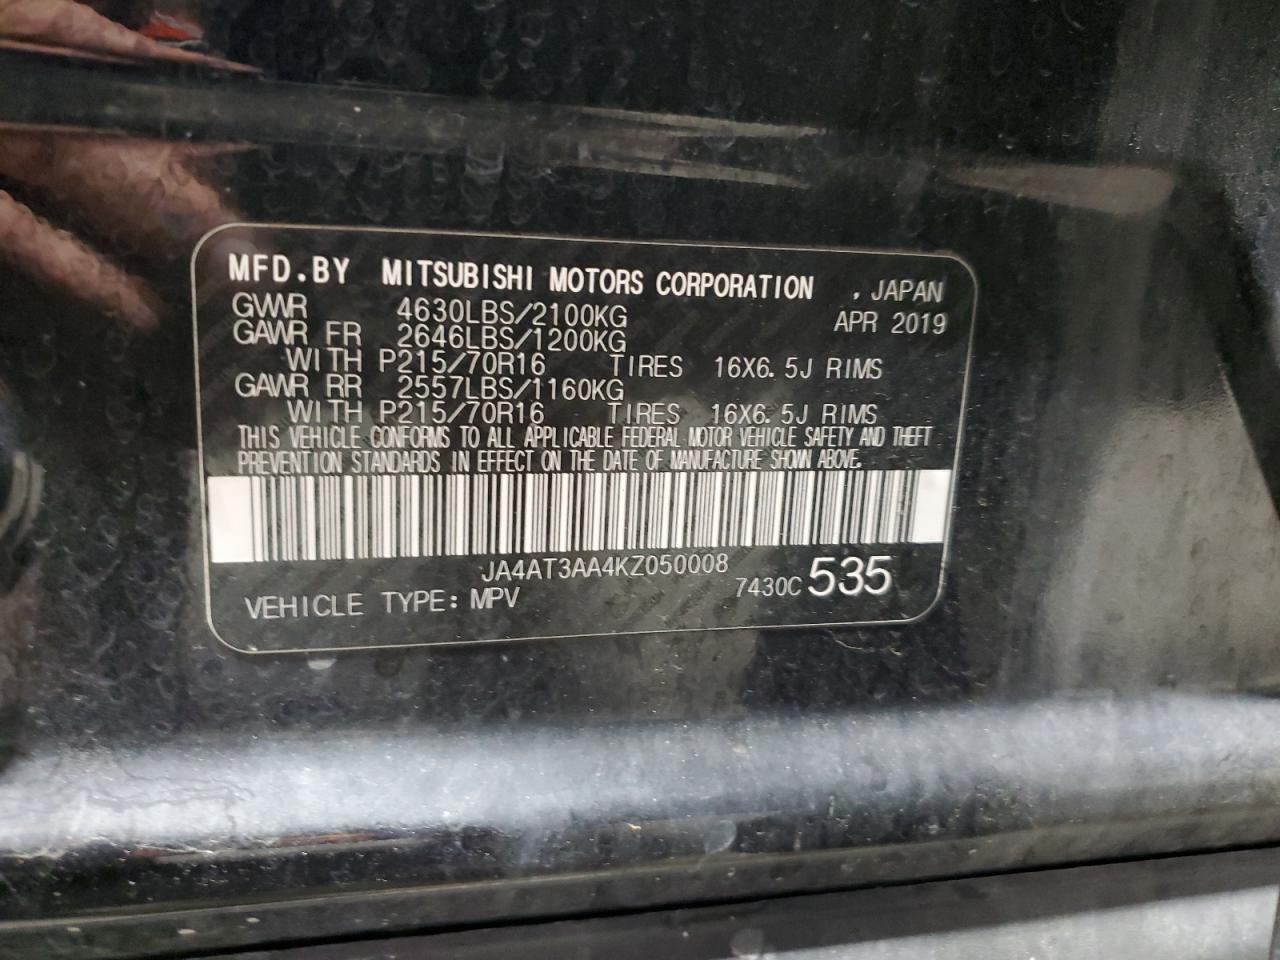 MFD.BY MITSUBISHI MOTORS CORPORATION , JAPAN
GVWR 4630LBS/2100KG APR 2019
GAWR FR 2646LBS/1200KG
WITH P215/70R16 TIRES 16X6.5J RIMS
GAWR RR 2557LBS/1160KG
WITH P215/70R16 TIRES 16X6.5J RIMS
THIS VEHICLE CONFORMS TO ALL APPLICABLE FEDERAL MOTOR VEHICLE SAFETY AND THEFT
PREVENTION STANDARDS IN EFFECT ON THE DATE OF MANUFACTURE SHOWN ABOVE.
JA4AT3AA4KZ050008
VEHICLE TYPE: MPV 7430C 535